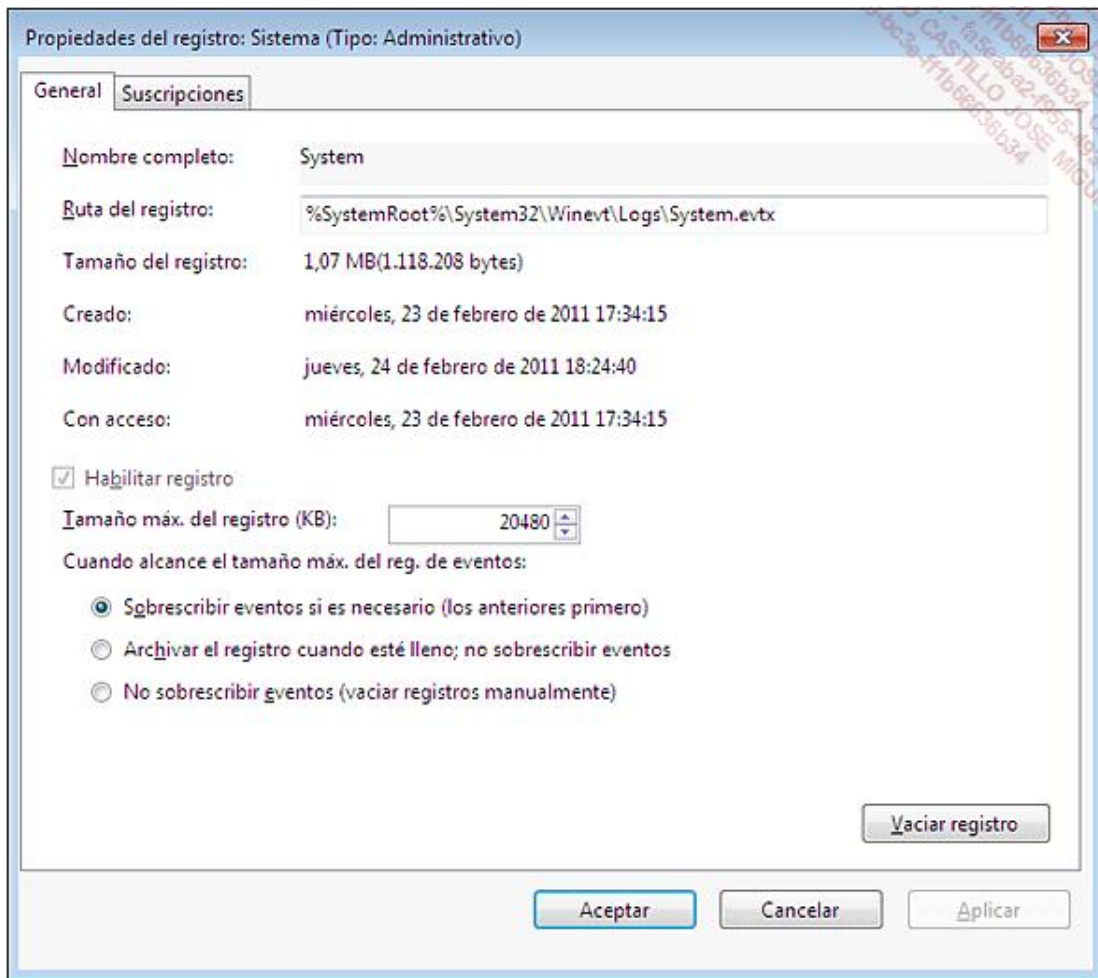 Propiedades del registro: Sistema (Tipo: Administrativo)
General Suscripciones
Nombre completo: System
Ruta del registro: %SystemRoot%\System32\Winevt\Logs\System.evtx
Tamaño del registro: 1,07 MB(1.118.208 bytes)
Creado: miércoles, 23 de febrero de 2011 17:34:15
Modificado: jueves, 24 de febrero de 2011 18:24:40
Con acceso: miércoles, 23 de febrero de 2011 17:34:15
Habilitar registro
Tamaño máx. del registro (KB): 20480
Cuando alcance el tamaño máx. del reg. de eventos:
Sobrescribir eventos si es necesario (los anteriores primero)
Archivar el registro cuando esté lleno; no sobrescribir eventos
No sobrescribir eventos (vaciar registros manualmente)
Vaciar registro
Aceptar Cancelar Aplicar